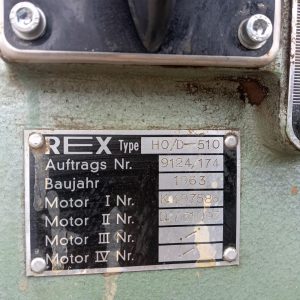 REX Type HO/D-510
Auftrags Nr. 9124,174
Baujahr 1963
Motor I Nr.
Motor II Nr.
Motor III Nr.
Motor IV Nr.